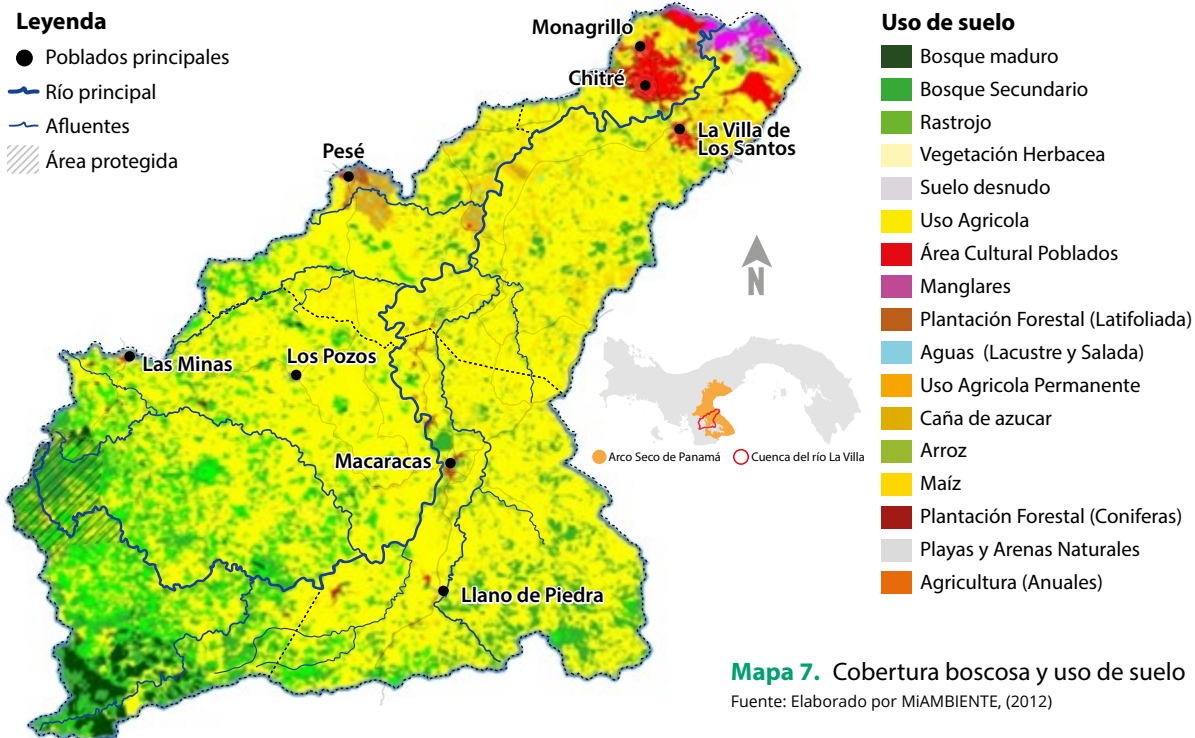 Leyenda
Poblados principales
Río principal
Afluentes
Área protegida
Monagrillo
Chitré
La Villa de
Los Santos
Pesé
Las Minas
Los Pozos
Macaracas
Llano de Piedra
N
Arco Seco de Panamá
Cuenca del río La Villa
Uso de suelo
Bosque maduro
Bosque Secundario
Rastrojo
Vegetación Herbacea
Suelo desnudo
Uso Agricola
Área Cultural Poblados
Manglares
Plantación Forestal (Latifoliada)
Aguas (Lacustre y Salada)
Uso Agricola Permanente
Caña de azucar
Arroz
Maíz
Plantación Forestal (Coniferas)
Playas y Arenas Naturales
Agricultura (Anuales)
Mapa 7. Cobertura boscosa y uso de suelo
Fuente: Elaborado por MiAMBIENTE, (2012)